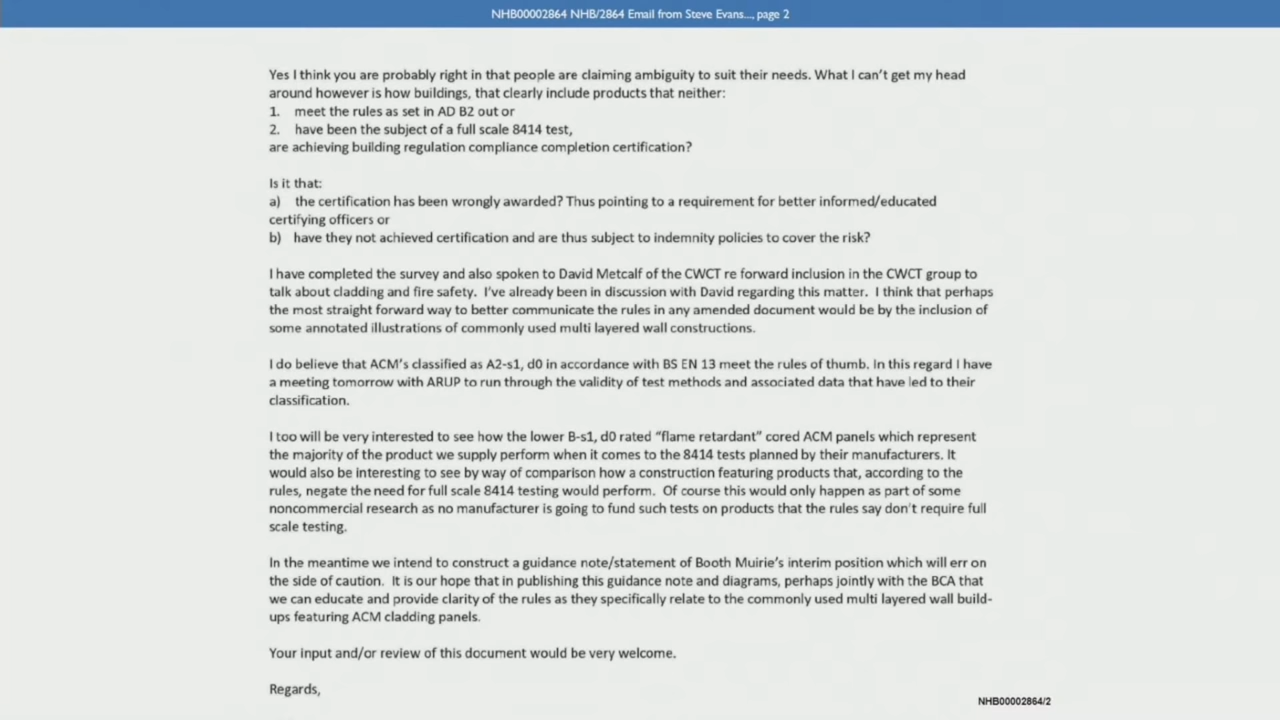 NHB00002864 NHB/2864 Email from Steve Evans..., page 2
Yes I think you are probably right in that people are claiming ambiguity to suit their needs. What I can't get my head
around however is how buildings, that clearly include products that neither:
1. meet the rules as set in AD B2 out or
2. have been the subject of a full scale 8414 test,
are achieving building regulation compliance completion certification?
Is it that:
a) the certification has been wrongly awarded? Thus pointing to a requirement for better informed/educated
certifying officers or
b) have they not achieved certification and are thus subject to indemnity policies to cover the risk?
I have completed the survey and also spoken to David Metcalf of the CWCT re forward inclusion in the CWCT group to
talk about cladding and fire safety. I've already been in discussion with David regarding this matter. I think that perhaps
the most straight forward way to better communicate the rules in any amended document would be by the inclusion of
some annotated illustrations of commonly used multi layered wall constructions.
I do believe that ACM's classified as A2-s1, d0 in accordance with BS EN 13 meet the rules of thumb. In this regard I have
a meeting tomorrow with ARUP to run through the validity of test methods and associated data that have led to their
classification.
I too will be very interested to see how the lower B-s1, d0 rated "flame retardant" cored ACM panels which represent
the majority of the product we supply perform when it comes to the 8414 tests planned by their manufacturers. It
would also be interesting to see by way of comparison how a construction featuring products that, according to the
rules, negate the need for full scale 8414 testing would perform. Of course this would only happen as part of some
noncommercial research as no manufacturer is going to fund such tests on products that the rules say don't require full
scale testing.
In the meantime we intend to construct a guidance note/statement of Booth Muirie's interim position which will err on
the side of caution. It is our hope that in publishing this guidance note and diagrams, perhaps jointly with the BCA that
we can educate and provide clarity of the rules as they specifically relate to the commonly used multi layered wall build-
ups featuring ACM cladding panels.
Your input and/or review of this document would be very welcome.
Regards,
NHB00002864/2